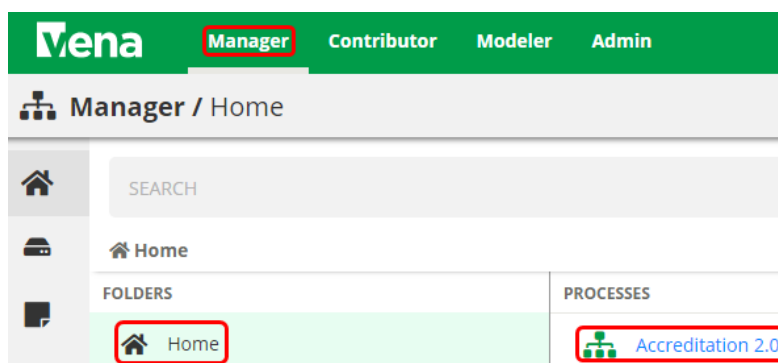 vena Manager Contributor Modeler Admin
Manager / Home
SEARCH
Home
FOLDERS PROCESSES
Home Accreditation 2.0